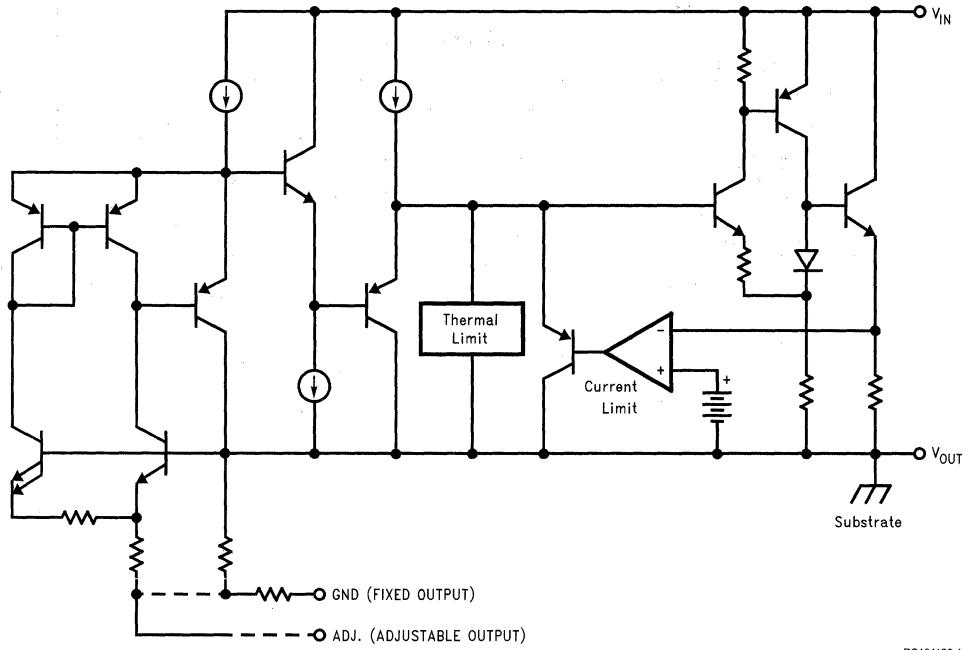 V_IN
Thermal
Limit
−
+
+
Current
Limit
V_OUT
Substrate
GND (FIXED OUTPUT)
ADJ. (ADJUSTABLE OUTPUT)